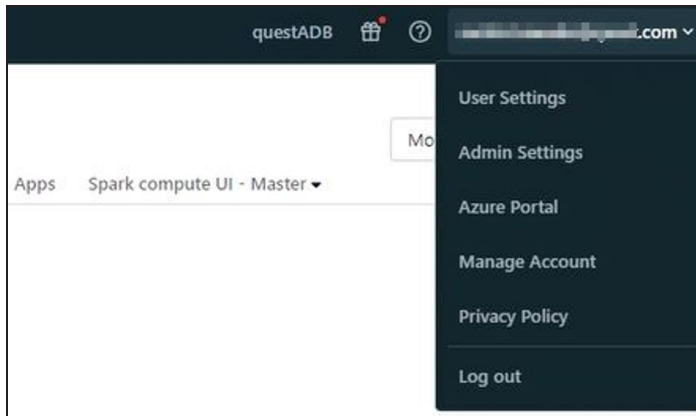 questADB
.com
User Settings
Mo
Admin Settings
Apps Spark compute UI - Master
Azure Portal
Manage Account
Privacy Policy
Log out